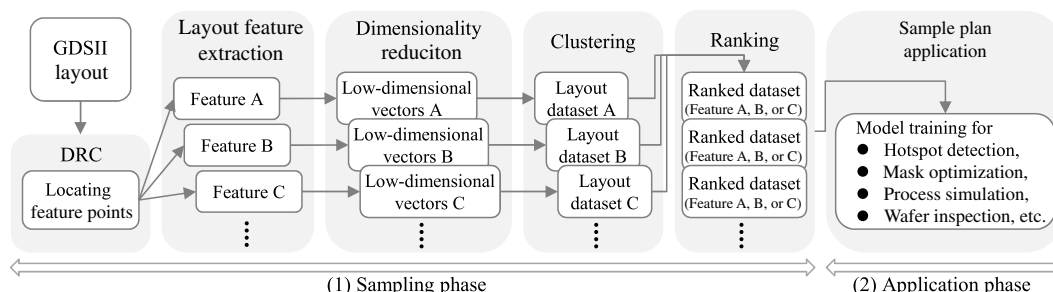 GDSII
layout
DRC
Locating
feature points
Layout feature
extraction
Feature A
Feature B
Feature C
Dimensionality
reduciton
Low-dimensional
vectors A
Low-dimensional
vectors B
Low-dimensional
vectors C
Clustering
Layout
dataset A
Layout
dataset B
Layout
dataset C
Ranking
Ranked dataset
(Feature A, B, or C)
Ranked dataset
(Feature A, B, or C)
Ranked dataset
(Feature A, B, or C)
Sample plan
application
Model training for
● Hotspot detection,
● Mask optimization,
● Process simulation,
● Wafer inspection, etc.
(1) Sampling phase
(2) Application phase